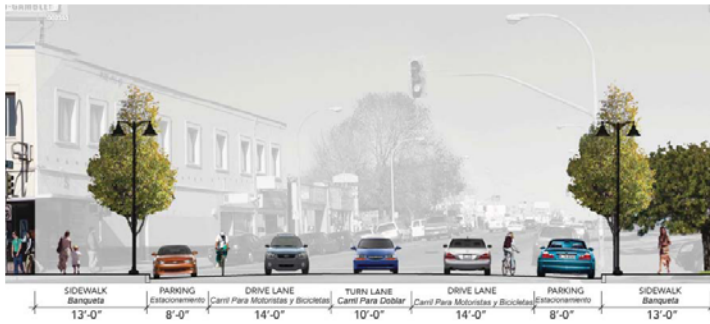 SIDEWALK
Banqueta
13'-0"
PARKING
Estacionamiento
8'-0"
DRIVE LANE
Carril Para Motoristas y Bicicletas
14'-0"
TURN LANE
Carril Para Doblar
10'-0"
DRIVE LANE
Carril Para Motoristas y Bicicletas
14'-0"
PARKING
Estacionamiento
8'-0"
SIDEWALK
Banqueta
13'-0"